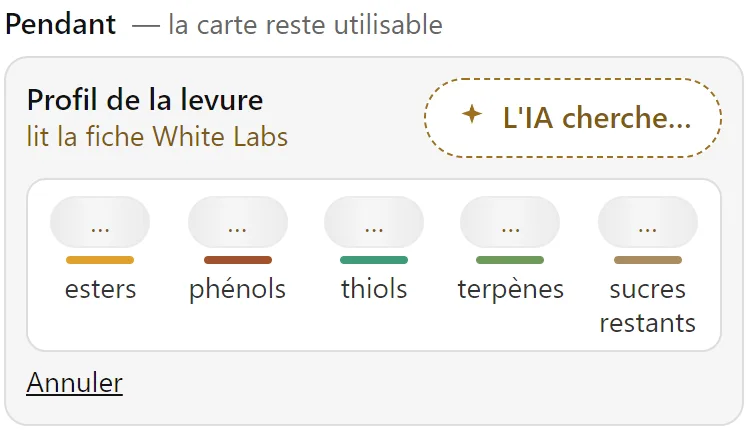 Pendant — la carte reste utilisable
Profil de la levure
lit la fiche White Labs
L'IA cherche...
... ... ... ... ...
esters phénols thiols terpènes sucres
restants
Annuler